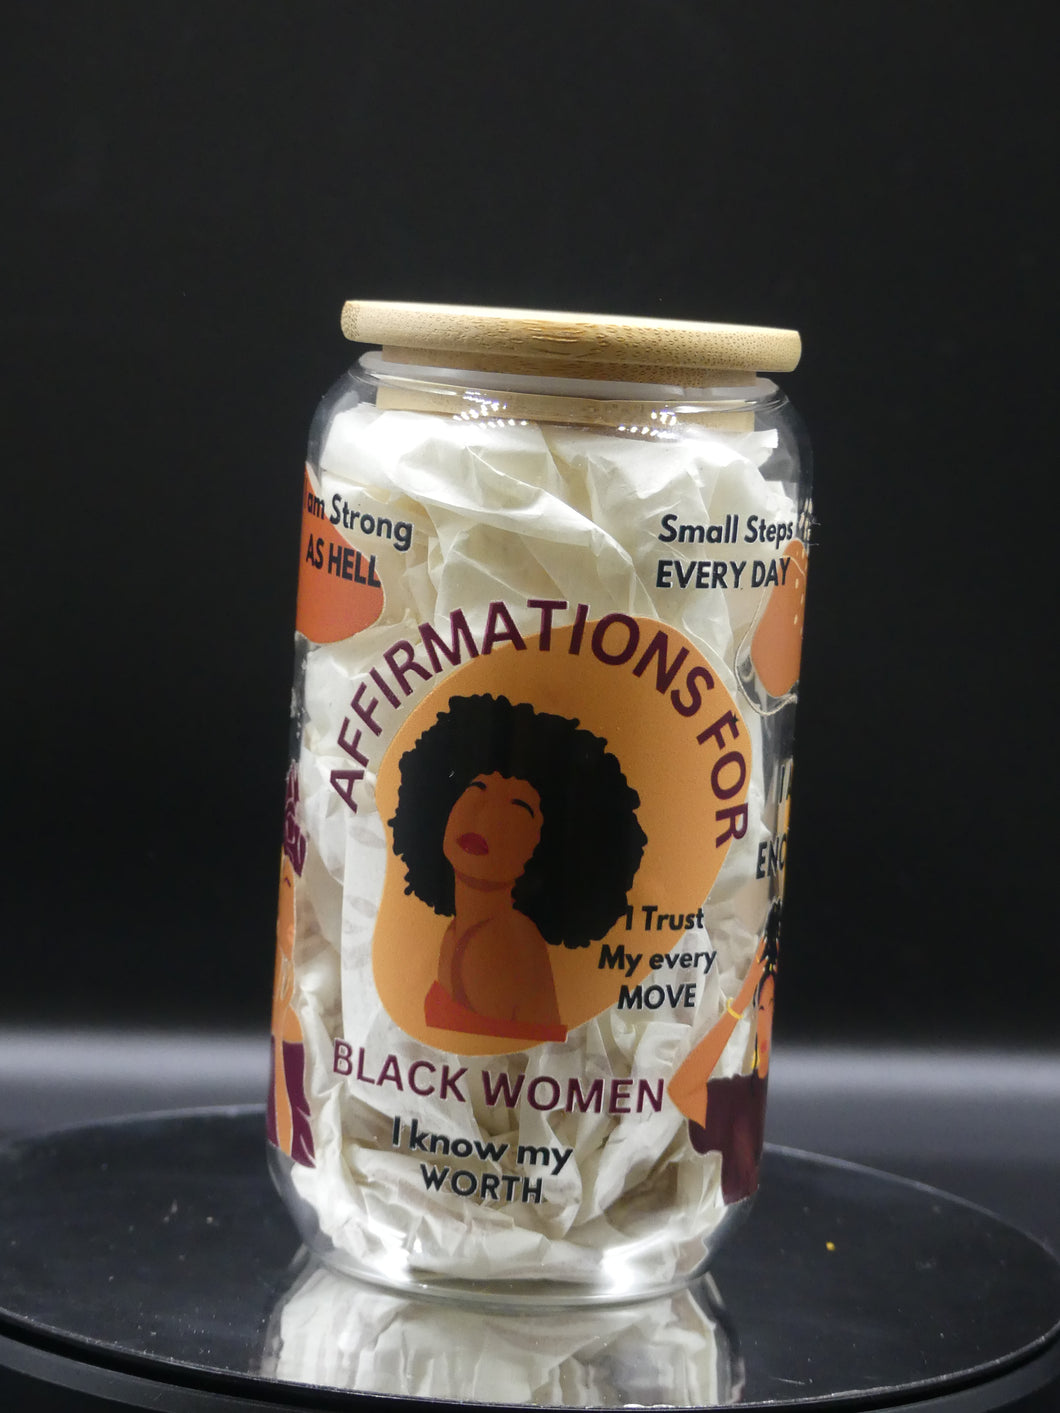 am Strong
AS HELL
Small Steps
EVERY DAY
AFFIRMATIONS FOR
I Trust
My every
MOVE
BLACK WOMEN
I know my
WORTH